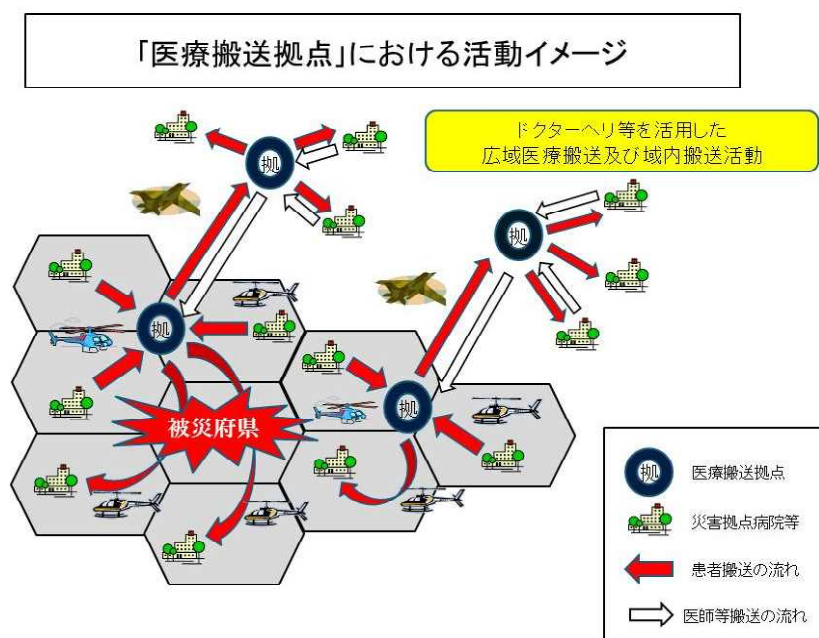 「医療搬送拠点」における活動イメージ
ドクターヘリ等を活用した
広域医療搬送及び域内搬送活動
拠
拠
拠
拠
被災府県
拠 医療搬送拠点
災害拠点病院等
患者搬送の流れ
医師等搬送の流れ